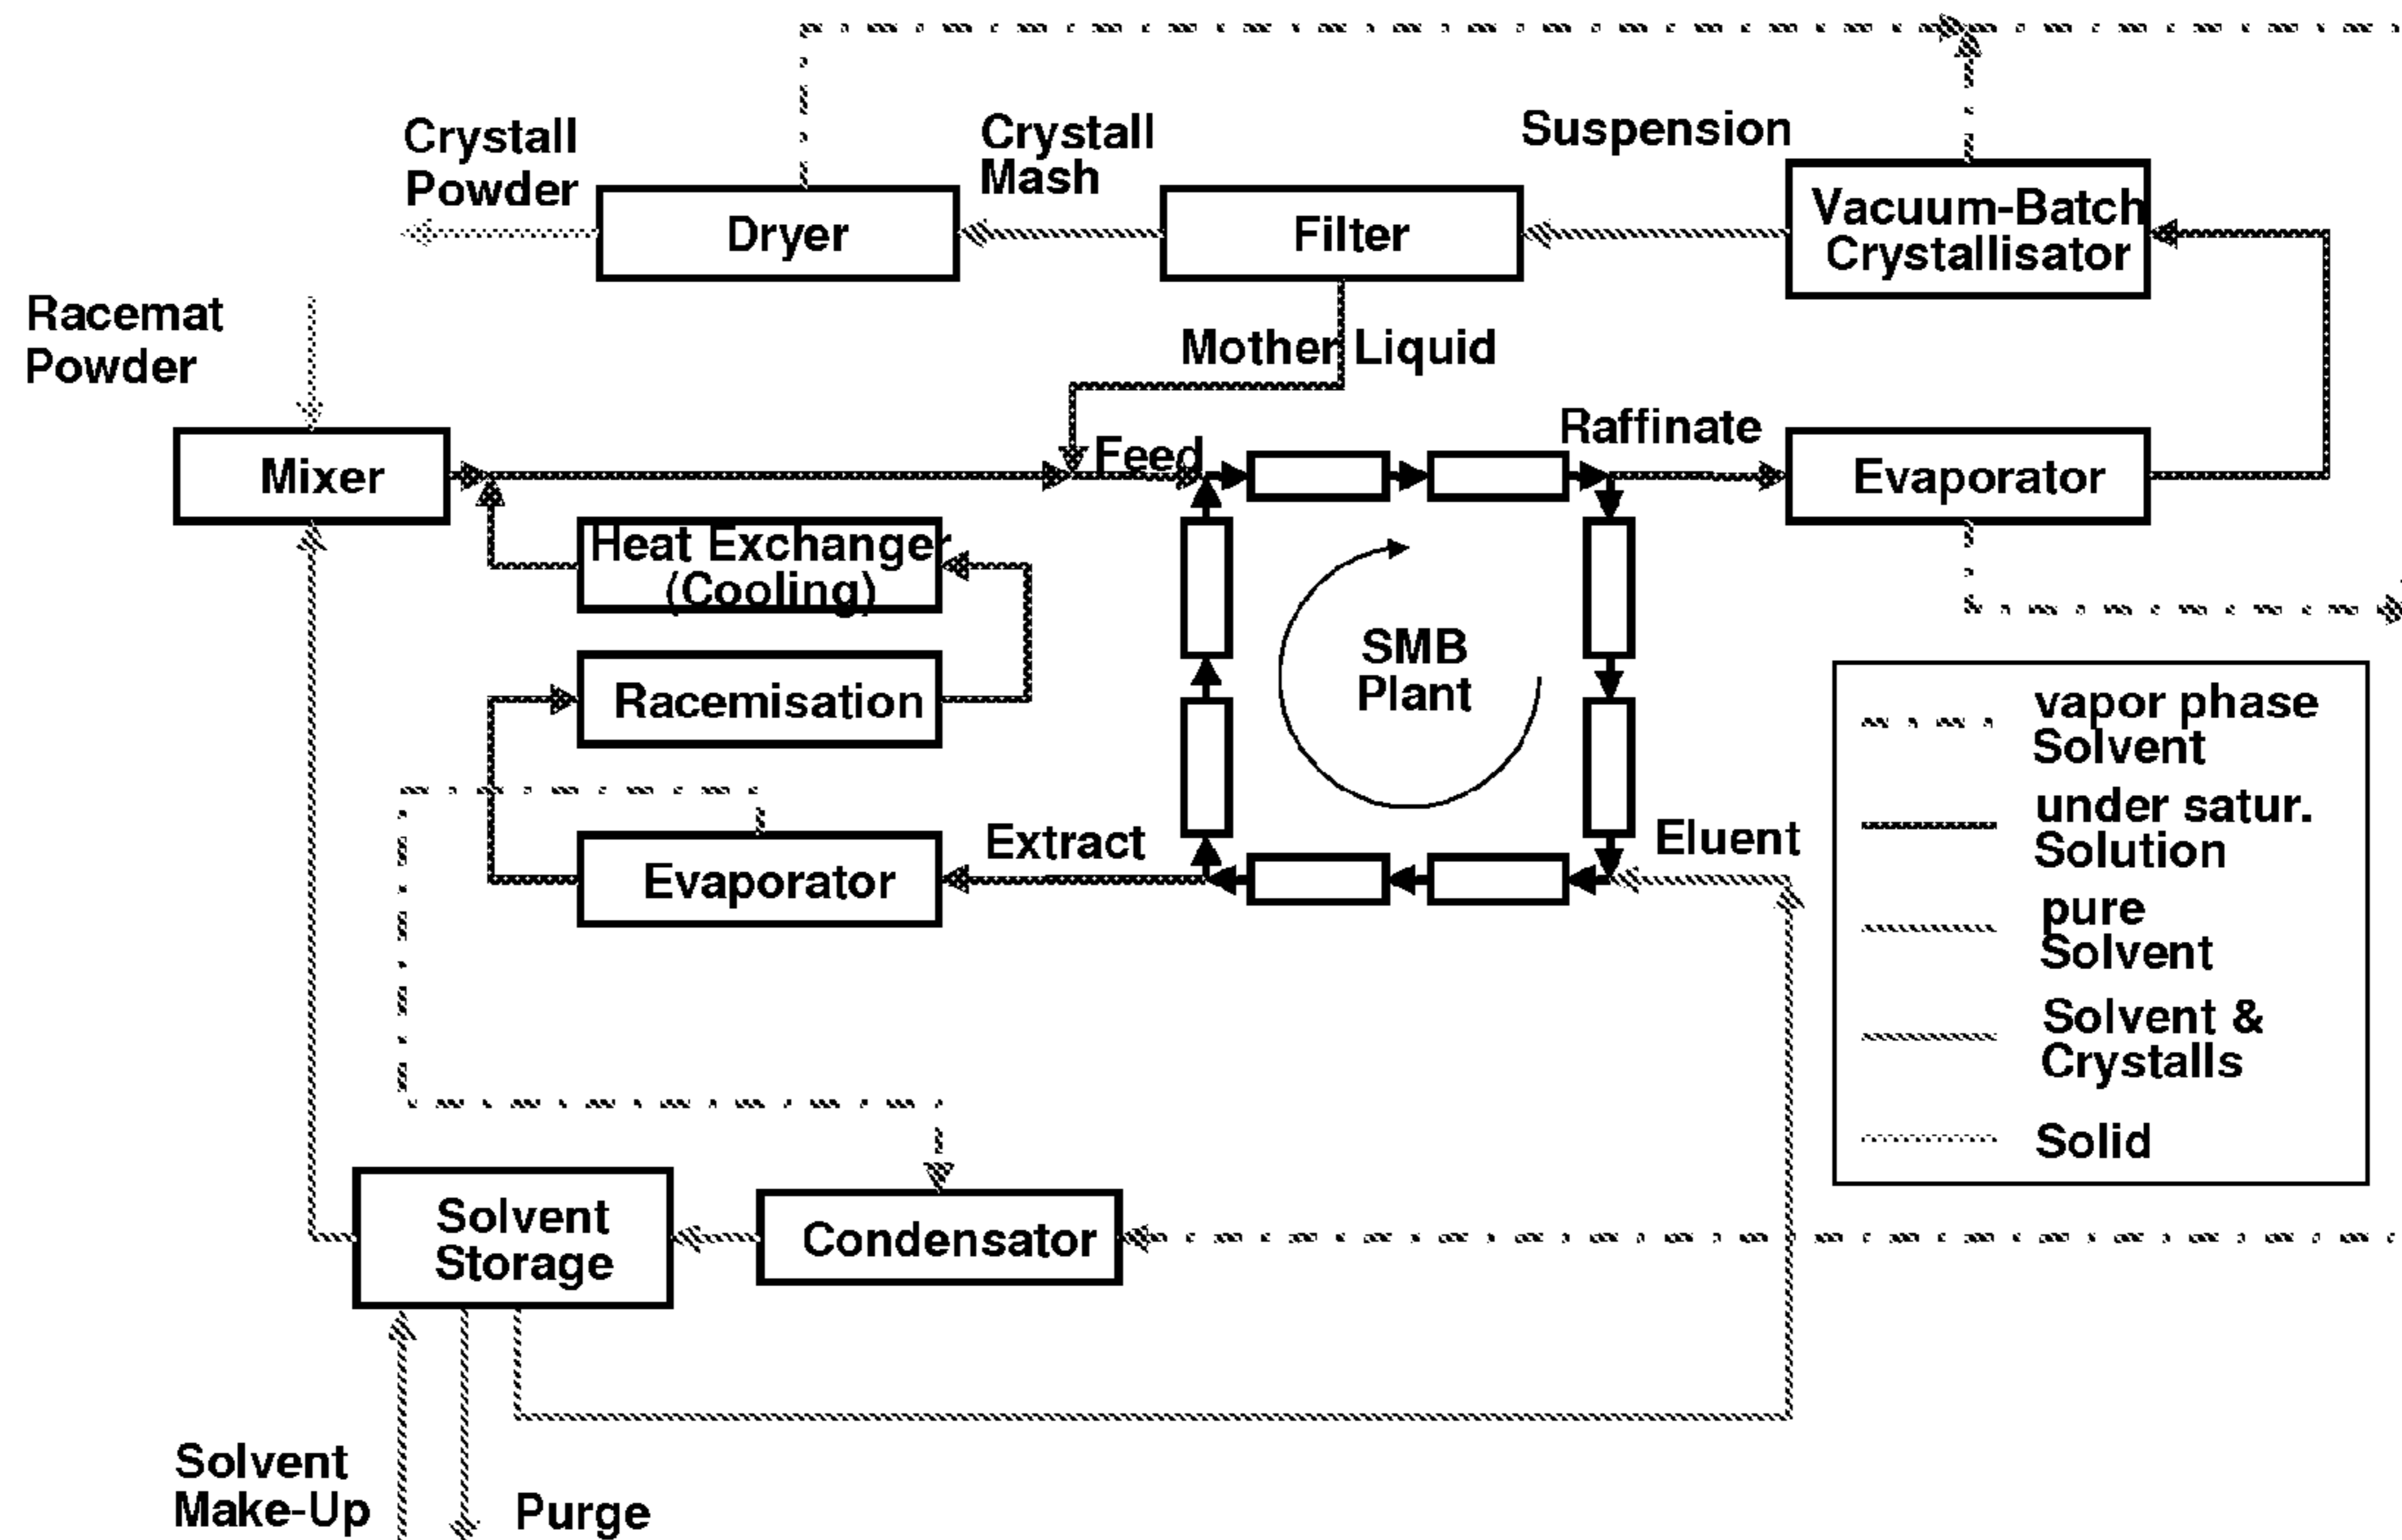 Crystall
Powder
Crystall
Mash
Suspension
Dryer
Filter
Vacuum-Batch
Crystallisator
Racemat
Powder
Mother Liquid
Mixer
Feed
Raffinate
Evaporator
Heat Exchanger
(Cooling)
SMB
Plant
Racemisation
Evaporator
Extract
Eluent
vapor phase
Solvent
under satur.
Solution
pure
Solvent
Solvent &
Crystalls
Solid
Solvent
Storage
Condensator
Solvent
Make-Up
Purge